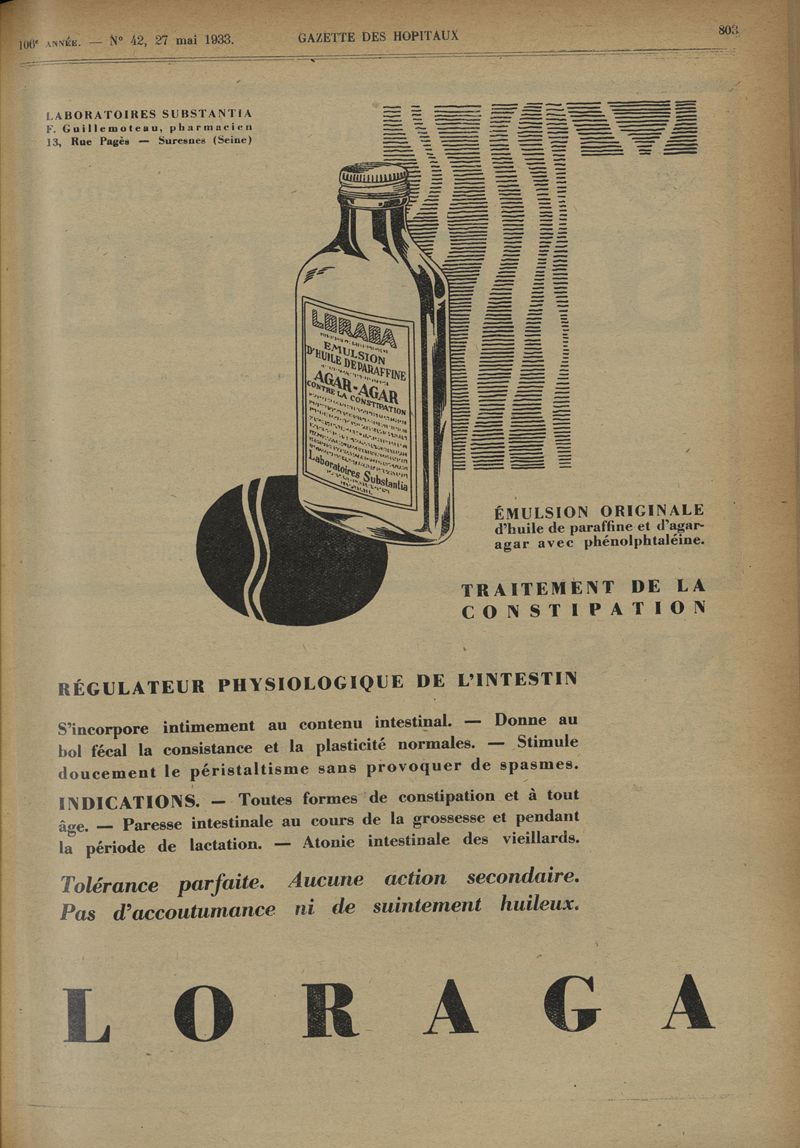 106e ANNÉE. — N° 42, 27 mai 1933.
GAZETTE DES HOPITAUX
803
LABORATOIRES SUBSTANTIA
F. Guillemoteau, pharmacien
13, Rue Pagès — Suresnes (Seine)
LORAGA
EMULSION
D'HUILE DE PARAFFINE
AGAR-AGAR
CONTRE LA CONSTIPATION
Laboratoires Substantia
ÉMULSION ORIGINALE
d'huile de paraffine et d'agar-
agar avec phénolphtaléine.
TRAITEMENT DE LA
CONSTIPATION
RÉGULATEUR PHYSIOLOGIQUE DE L'INTESTIN
S'incorpore intimement au contenu intestinal. — Donne au
bol fécal la consistance et la plasticité normales. — Stimule
doucement le péristaltisme sans provoquer de spasmes.
INDICATIONS. — Toutes formes de constipation et à tout
âge. — Paresse intestinale au cours de la grossesse et pendant
la période de lactation. — Atonie intestinale des vieillards.
Tolérance parfaite. Aucune action secondaire.
Pas d'accoutumance ni de suintement huileux.
LORAGA